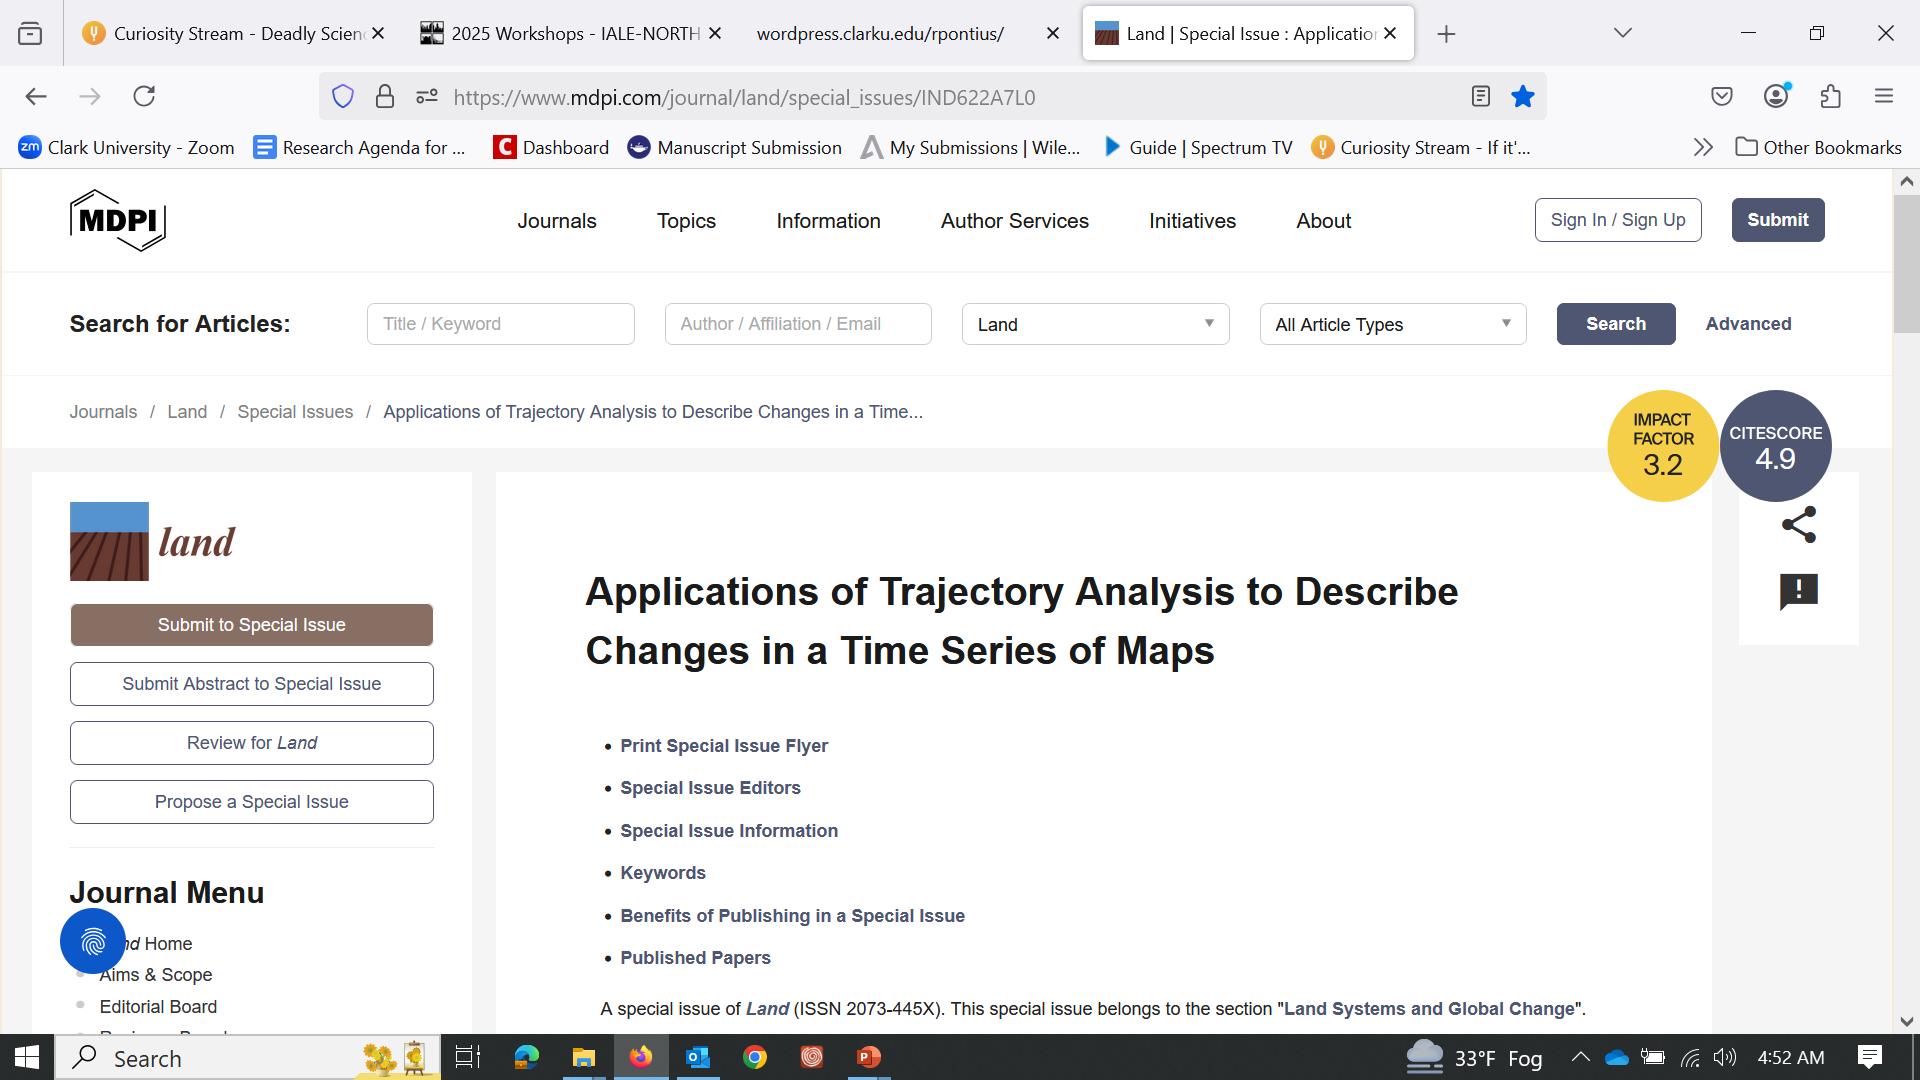 Curiosity Stream - Deadly Scien
2025 Workshops - IALE-NORTH
wordpress.clarku.edu/rpontius/
Land | Special Issue : Application
https://www.mdpi.com/journal/land/special_issues/IND622A7L0
zm Clark University - Zoom
Research Agenda for ...
C Dashboard
Manuscript Submission
My Submissions | Wile...
Guide | Spectrum TV
Curiosity Stream - If it'...
Other Bookmarks
MDPI
Journals
Topics
Information
Author Services
Initiatives
About
Sign In / Sign Up
Submit
Search for Articles:
Title / Keyword
Author / Affiliation / Email
Land
All Article Types
Search
Advanced
Journals / Land / Special Issues / Applications of Trajectory Analysis to Describe Changes in a Time...
IMPACT
FACTOR
3.2
CITESCORE
4.9
land
Submit to Special Issue
Submit Abstract to Special Issue
Review for Land
Propose a Special Issue
Journal Menu
nd Home
Aims & Scope
Editorial Board
Applications of Trajectory Analysis to Describe
Changes in a Time Series of Maps
• Print Special Issue Flyer
• Special Issue Editors
• Special Issue Information
• Keywords
• Benefits of Publishing in a Special Issue
• Published Papers
A special issue of Land (ISSN 2073-445X). This special issue belongs to the section "Land Systems and Global Change".
Search
33°F Fog
4:52 AM